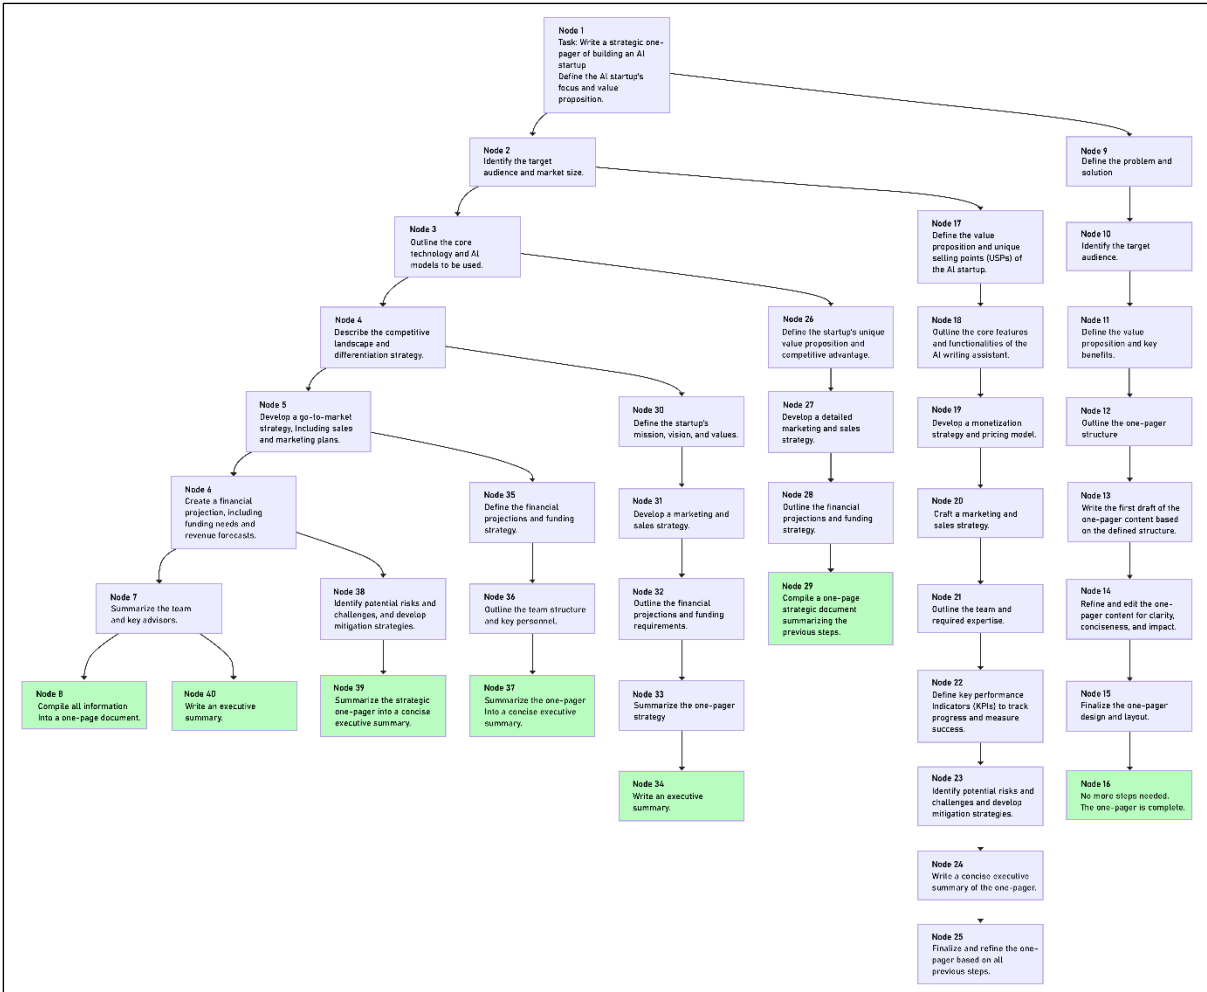 Node 1
Task: Write a strategic one-
pager of building an AI
startup
Define the AI startup's
focus and value
proposition.
Node 2
Identify the target
audience and market size.
Node 9
Define the problem and
solution
Node 3
Outline the core
technology and AI
models to be used.
Node 17
Define the value
proposition and unique
selling points (USPs) of
the AI startup.
Node 10
Identify the target
audience.
Node 4
Describe the competitive
landscape and
differentiation strategy.
Node 26
Define the startup's unique
value proposition and
competitive advantage.
Node 18
Outline the core features
and functionalities of the
AI writing assistant.
Node 11
Define the value
proposition and key
benefits.
Node 5
Develop a go-to-market
strategy, Including sales
and marketing plans.
Node 30
Define the startup's
mission, vision, and values.
Node 27
Develop a detailed
marketing and sales
strategy.
Node 19
Develop a monetization
strategy and pricing model.
Node 12
Outline the one-pager
structure
Node 6
Create a financial
projection, including
funding needs and
revenue forecasts.
Node 35
Define the financial
projections and funding
strategy.
Node 31
Develop a marketing and
sales strategy.
Node 28
Outline the financial
projections and funding
strategy.
Node 20
Craft a marketing and
sales strategy.
Node 13
Write the first draft of the
one-pager content based
on the defined structure.
Node 7
Summarize the team
and key advisors.
Node 38
Identify potential risks and
challenges, and develop
mitigation strategies.
Node 36
Outline the team structure
and key personnel.
Node 32
Outline the financial
projections and funding
requirements.
Node 29
Compile a one-page
strategic document
summarizing the
previous steps.
Node 21
Outline the team and
required expertise.
Node 14
Refine and edit the one-
pager content for clarity,
conciseness, and impact.
Node 8
Compile all information
Into a one-page document.
Node 40
Write an executive
summary.
Node 39
Summarize the strategic
one-pager into a concise
executive summary.
Node 37
Summarize the one-pager
Into a concise executive
summary.
Node 33
Summarize the one-pager
strategy
Node 22
Define key performance
Indicators (KPIs) to track
progress and measure
success.
Node 15
Finalize the one-pager
design and layout.
Node 34
Write an executive
summary.
Node 23
Identify potential risks and
challenges and develop
mitigation strategies.
Node 16
No more steps needed.
The one-pager is complete.
Node 24
Write a concise executive
summary of the one-pager.
Node 25
Finalize and refine the one-
pager based on all
previous steps.